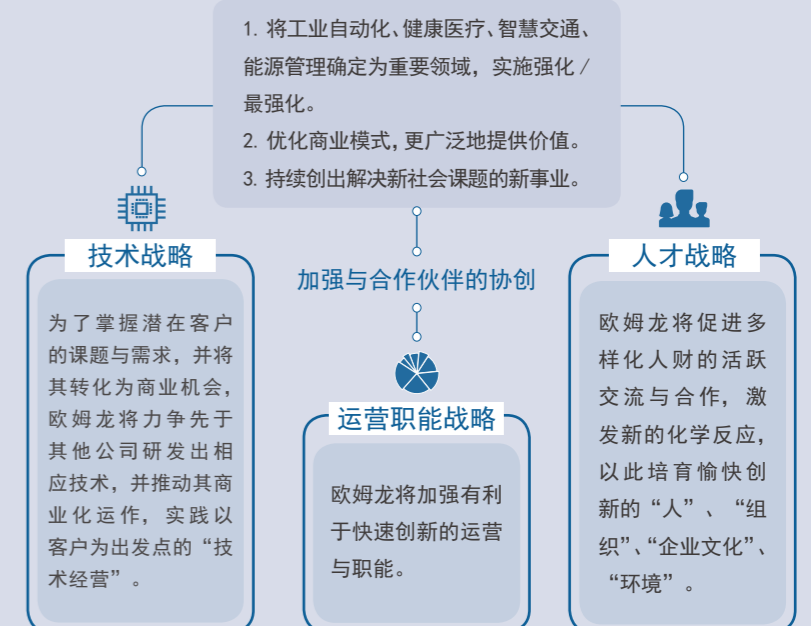 1. 将工业自动化、健康医疗、智慧交通、
能源管理确定为重要领域，实施强化 /
最强化。
2. 优化商业模式，更广泛地提供价值。
3. 持续创出解决新社会课题的新事业。
技术战略
为了掌握潜在客户
的课题与需求，并将
其转化为商业机会，
欧姆龙将力争先于
其他公司研发出相
应技术，并推动其商
业化运作，实践以
客户为出发点的“技
术经营”。
加强与合作伙伴的协创
运营职能战略
欧姆龙将加强有利
于快速创新的运营
与职能。
人才战略
欧姆龙将促进多
样化人财的活跃
交流与合作，激
发新的化学反应，
以此培育愉快创
新的“人”、“组
织”、“企业文化”、
“环境”。